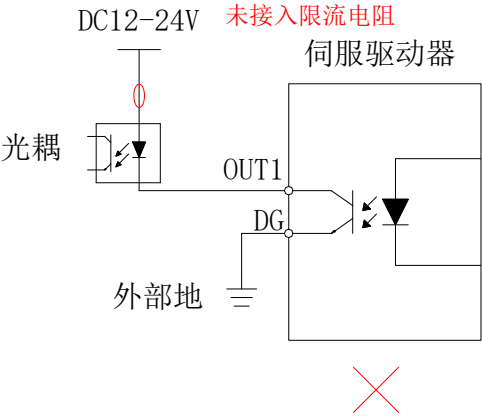 DC12-24V 未接入限流电阻
伺服驱动器
光耦
OUT1
DG
外部地